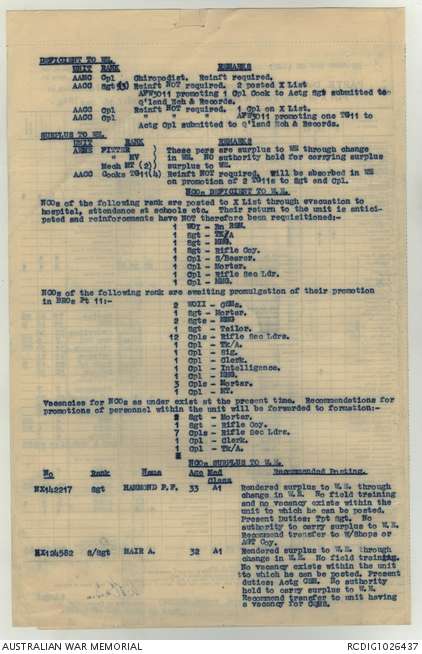 DEFICIENT TO WE.
UNIT RANK REMARKS
AAMC Cpl Chiropodist. Reinft required.
AACC Sgt(3) Reinft NOT required. 2 posted X List
AFW3011 promoting 1 Cpl Cook to Actg Sgt submitted to
Q'land Ech & Records.
AACC Cpl Reinft NOT required. 1 Cpl on X List.
AACC Cpl " " " AFW3011 promoting one TG11 to
Actg Cpl submitted to Q'land Ech & Records.
SURPLUS TO WE.
UNIT RANK REMARKS
AEME FITTER These pers are surplus to WE through change
" MV in WE. No authority held for carrying surplus
Mech MT (2) surplus to WE.
AACC Cooks TG11(4) Reinft NOT required. Will be absorbed in WE
on promotion of 2 TG11s to Sgt and Cpl.
NCOs DEFICIENT TO W.E.
NCOs of the following rank are posted to X List through evacuation to
hospital, attendance at schools etc. Their return to the unit is antici-
pated and reinforcements have NOT therefore been requisitioned:-
1 WOI - Bn RSM.
1 Sgt - TK/A
1 Sgt - MMG.
1 Sgt - Rifle Coy.
1 Cpl - S/Bearer.
1 Cpl - Morter.
1 Cpl - Rifle Sec Ldr.
1 Cpl - MMG.
NCOs of the following rank are awaiting promulgation of their promotion
in BROs Pt 11:-
2 WOII - CSMs.
1 Sgt - Morter.
2 Sgts - MMG
1 Sgt - Tailor.
12 Cpls - Rifle Sec Ldrs.
1 Cpl - Tk/A.
1 Cpl - Sig.
1 Cpl - Clerk.
1 Cpl - Intelligence.
1 Cpl - MMG.
3 Cpls - Morter.
1 Cpl - MT.
Vacancies for NCOs as under exist at the present time. Recommendations for
promotions of personnel within the unit will be forwarded to formation:-
2 Sgt - Morter.
1 Sgt - Rifle Coy.
7 Cpls - Rifle Sec Ldrs.
1 Cpl - Clerk.
1 Cpl - Tk/A.
NCOs SURPLUS TO W.E.
No Rank Name Age Med Class Recommended Posting.
NX142217 Sgt HAMMOND P.F. 33 A1 Rendered surplus to W.E. through
change in W.E. No field training
and no vacancy exists within the
unit to which he can be posted.
Present Duties: Tpt Sgt. No
authority to carry surplus to W.E.
Recommend transfer to W/Shops or
AGT Coy.
NX124582 S/Sgt HAIR A. 32 A1 Rendered surplus to W.E. through
change in W.E. No field training.
No vacancy exists within the unit
to which he can be posted. Present
duties: Actg CSM. No authority
held to carry surplus to W.E.
Recommend transfer to unit having
a vacancy for CQMS.
AUSTRALIAN WAR MEMORIAL RCDIG1026437